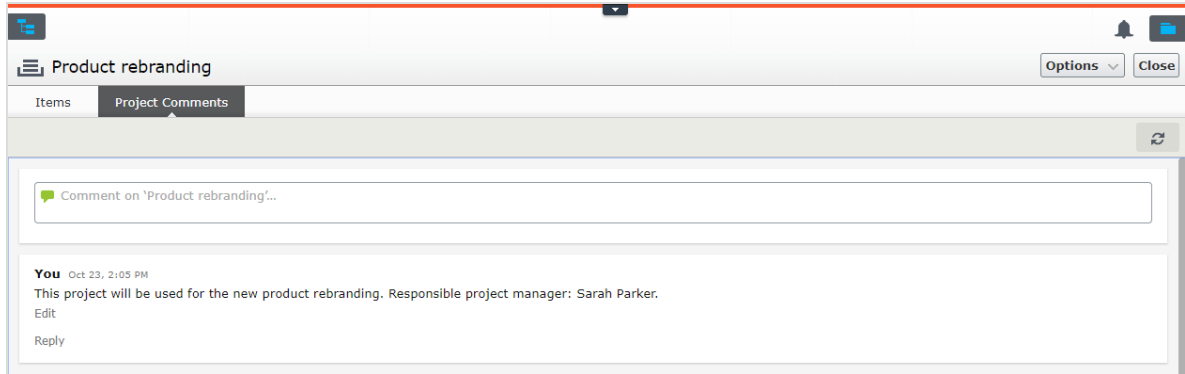 Product rebranding
Options
Close
Items
Project Comments
Comment on ‘Product rebranding’...
You Oct 23, 2:05 PM
This project will be used for the new product rebranding. Responsible project manager: Sarah Parker.
Edit
Reply